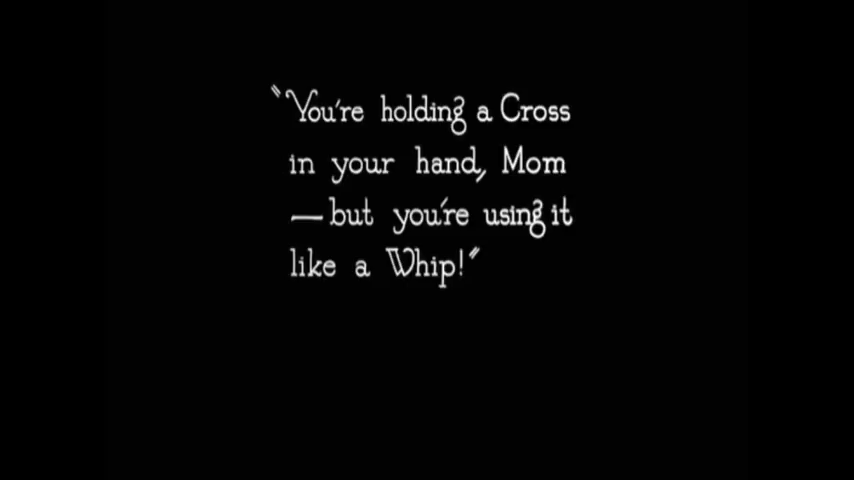 "You're holding a Cross
in your hand, Mom
—but you're using it
like a Whip!"